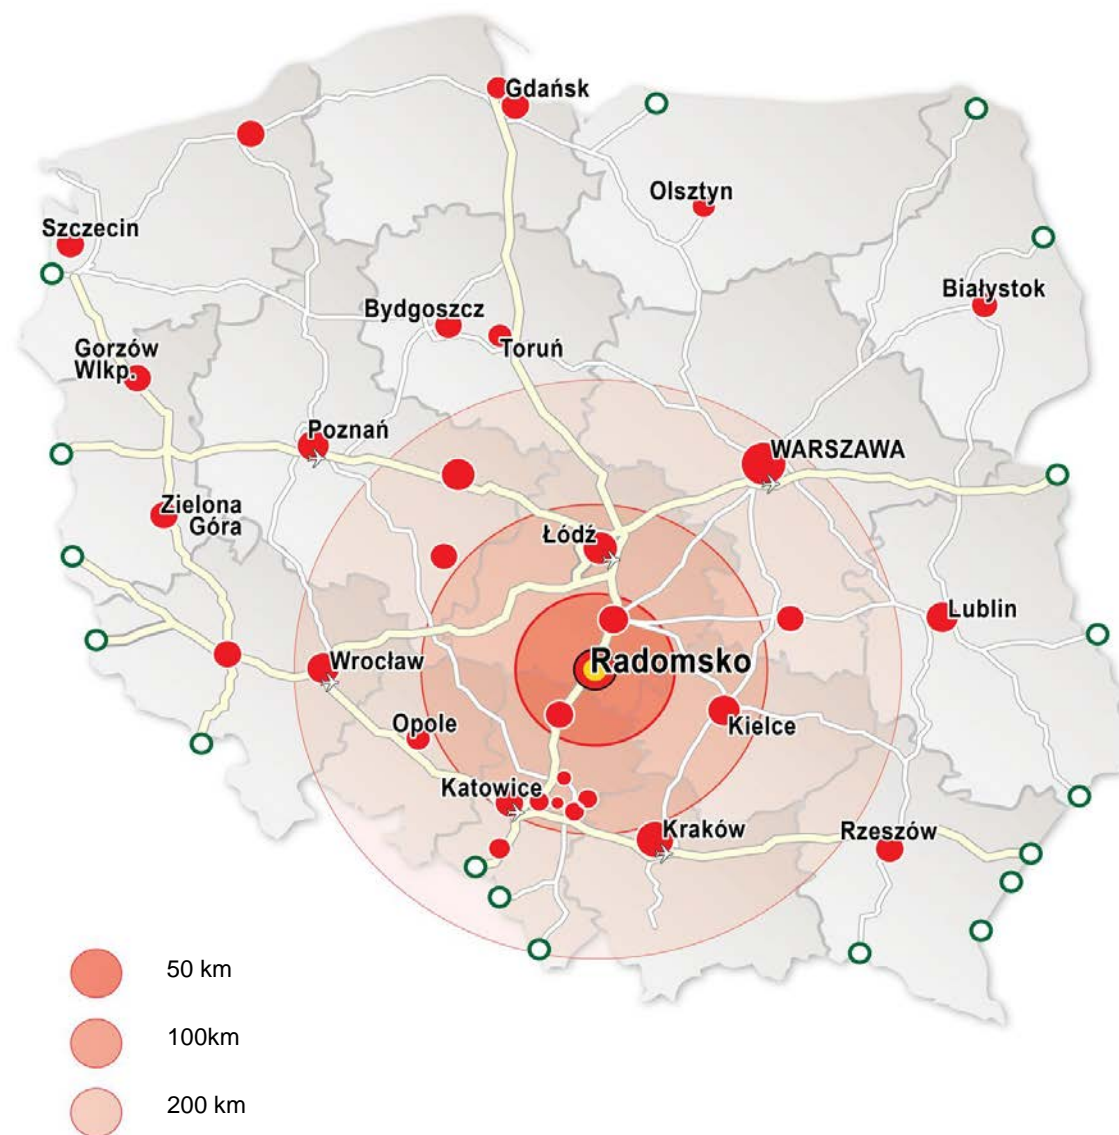 Gdańsk
Olsztyn
Szczecin
Białystok
Bydgoszcz
Toruń
Gorzów
Wlkp.
Poznań
WARSZAWA
Zielona
Góra
Łódź
Lublin
Radomsko
Wrocław
Opole
Kielce
Katowice
Kraków
Rzeszów
50 km
100km
200 km